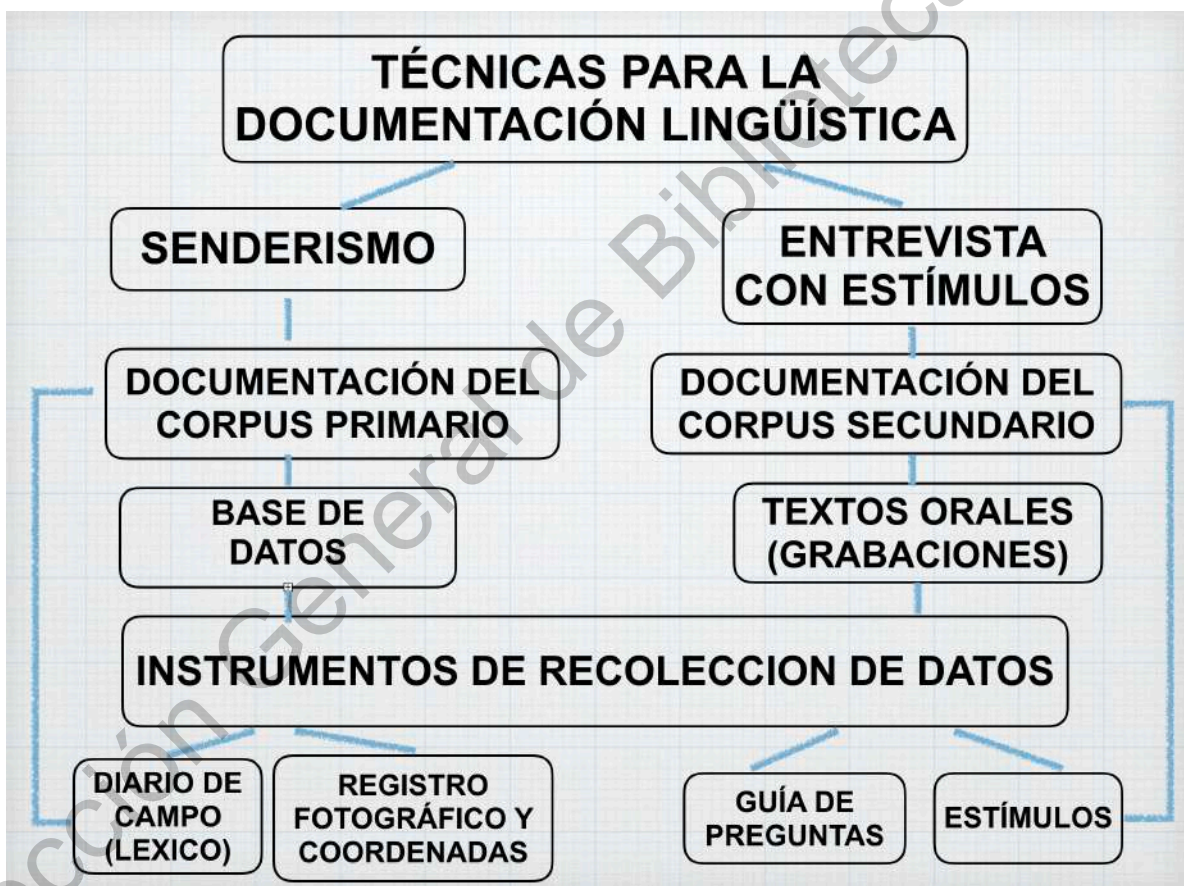 TÉCNICAS PARA LA
DOCUMENTACIÓN LINGÜÍSTICA
SENDERISMO
ENTREVISTA
CON ESTÍMULOS
DOCUMENTACIÓN DEL
CORPUS PRIMARIO
DOCUMENTACIÓN DEL
CORPUS SECUNDARIO
BASE DE
DATOS
TEXTOS ORALES
(GRABACIONES)
INSTRUMENTOS DE RECOLECCION DE DATOS
DIARIO DE
CAMPO
(LEXICO)
REGISTRO
FOTOGRÁFICO Y
COORDENADAS
GUÍA DE
PREGUNTAS
ESTÍMULOS
General de